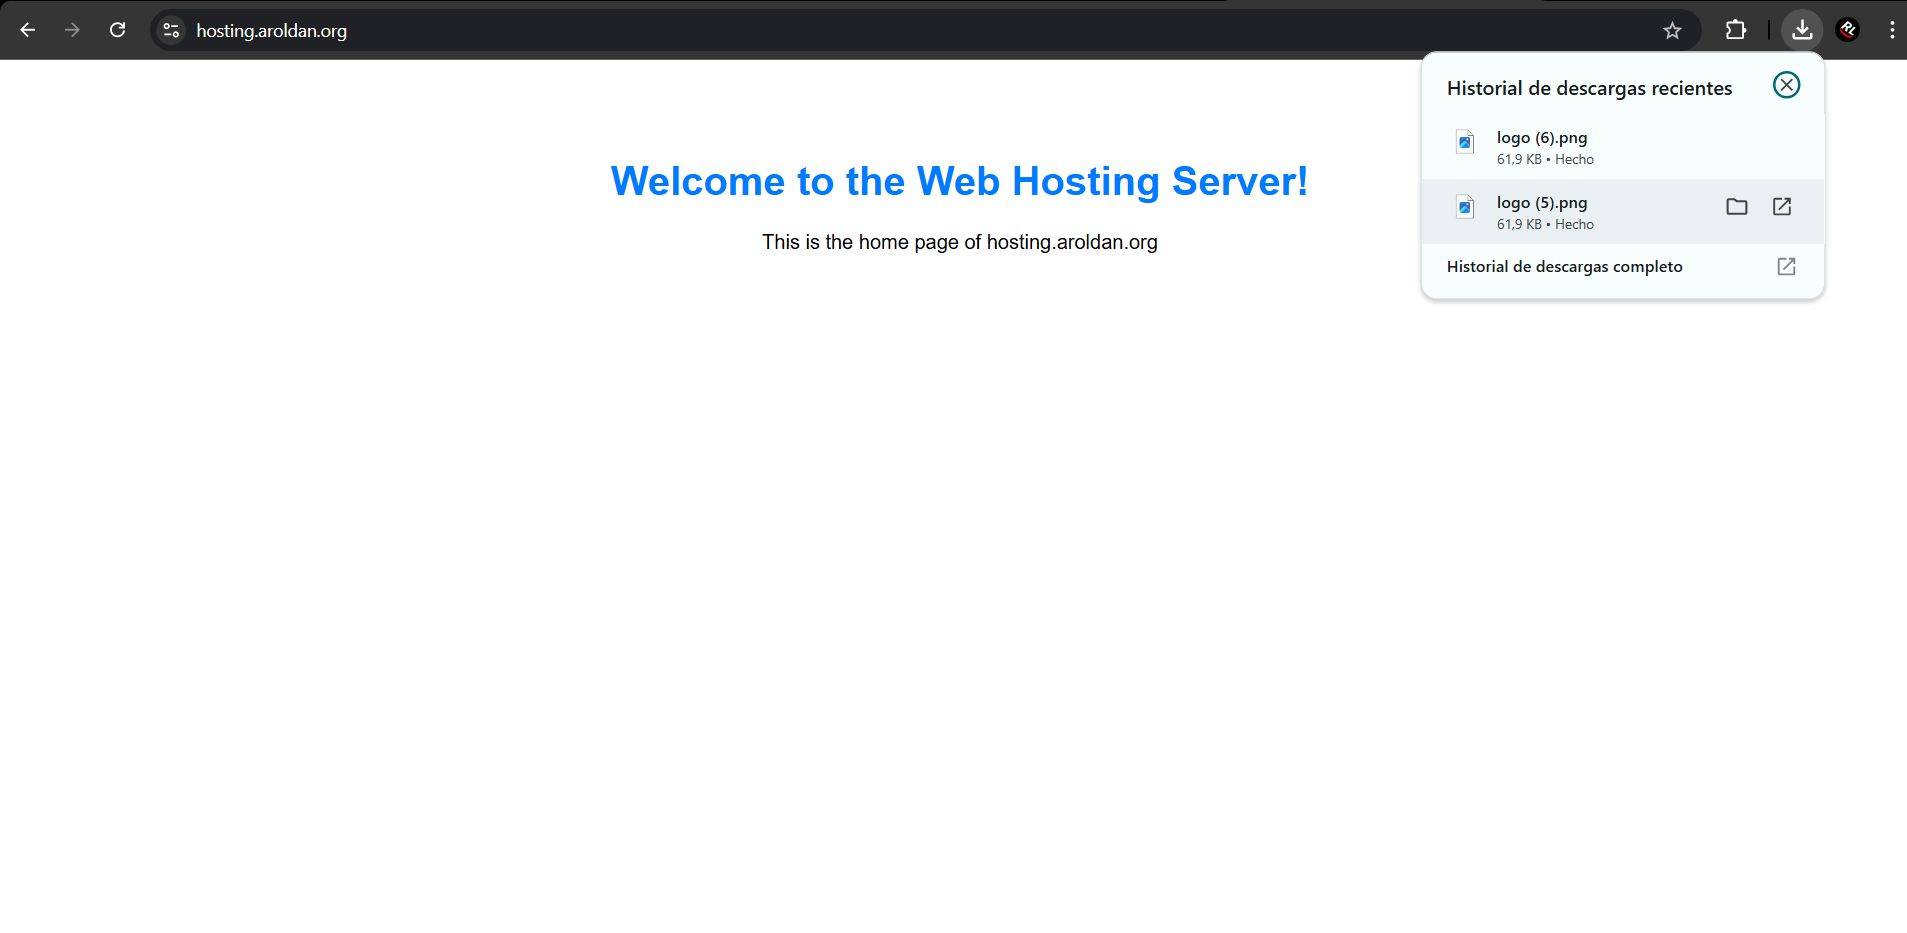 hosting.aroldan.org
RL
Historial de descargas recientes
logo (6).png
61,9 KB • Hecho
logo (5).png
61,9 KB • Hecho
Historial de descargas completo
Welcome to the Web Hosting Server!
This is the home page of hosting.aroldan.org